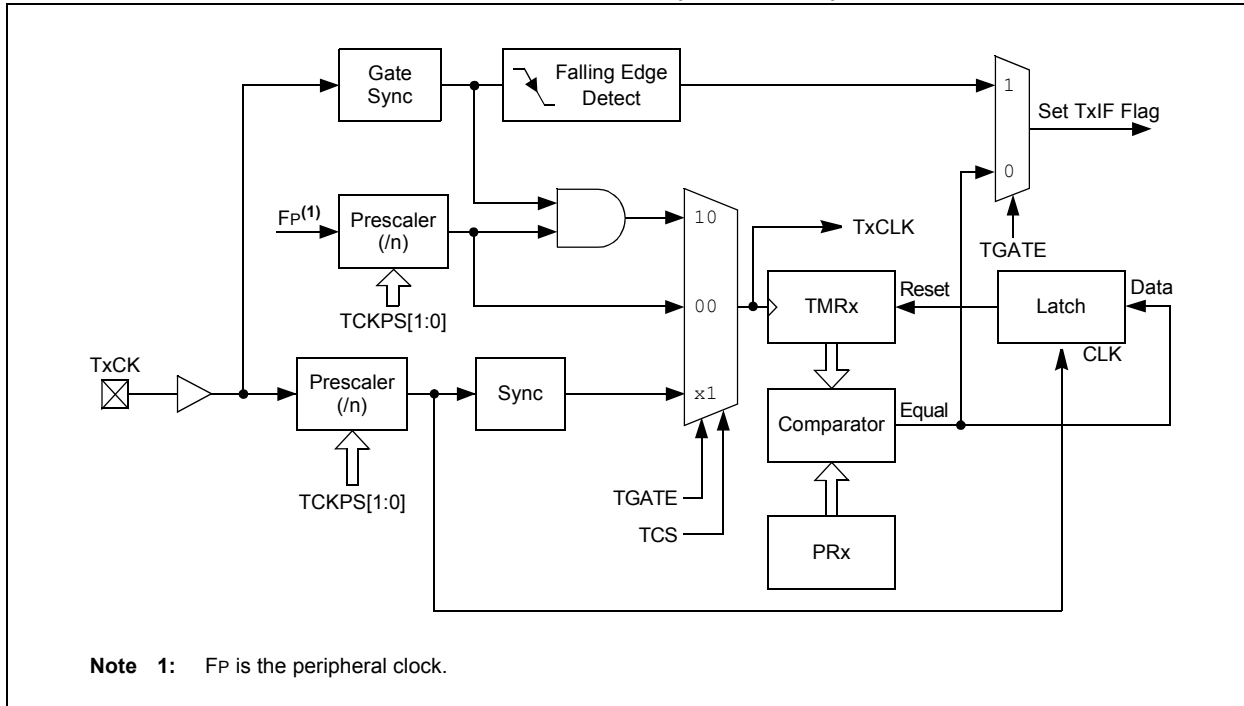 Gate
Sync
Falling Edge
Detect
1
Set TxIF Flag
0
TGATE
FP(1)
Prescaler
(/n)
TCKPS[1:0]
10
00
x1
TxCLK
TMRx
Reset
Latch
Data
CLK
TxCK
Prescaler
(/n)
TCKPS[1:0]
Sync
Comparator
Equal
TGATE
TCS
PRx
Note 1: FP is the peripheral clock.